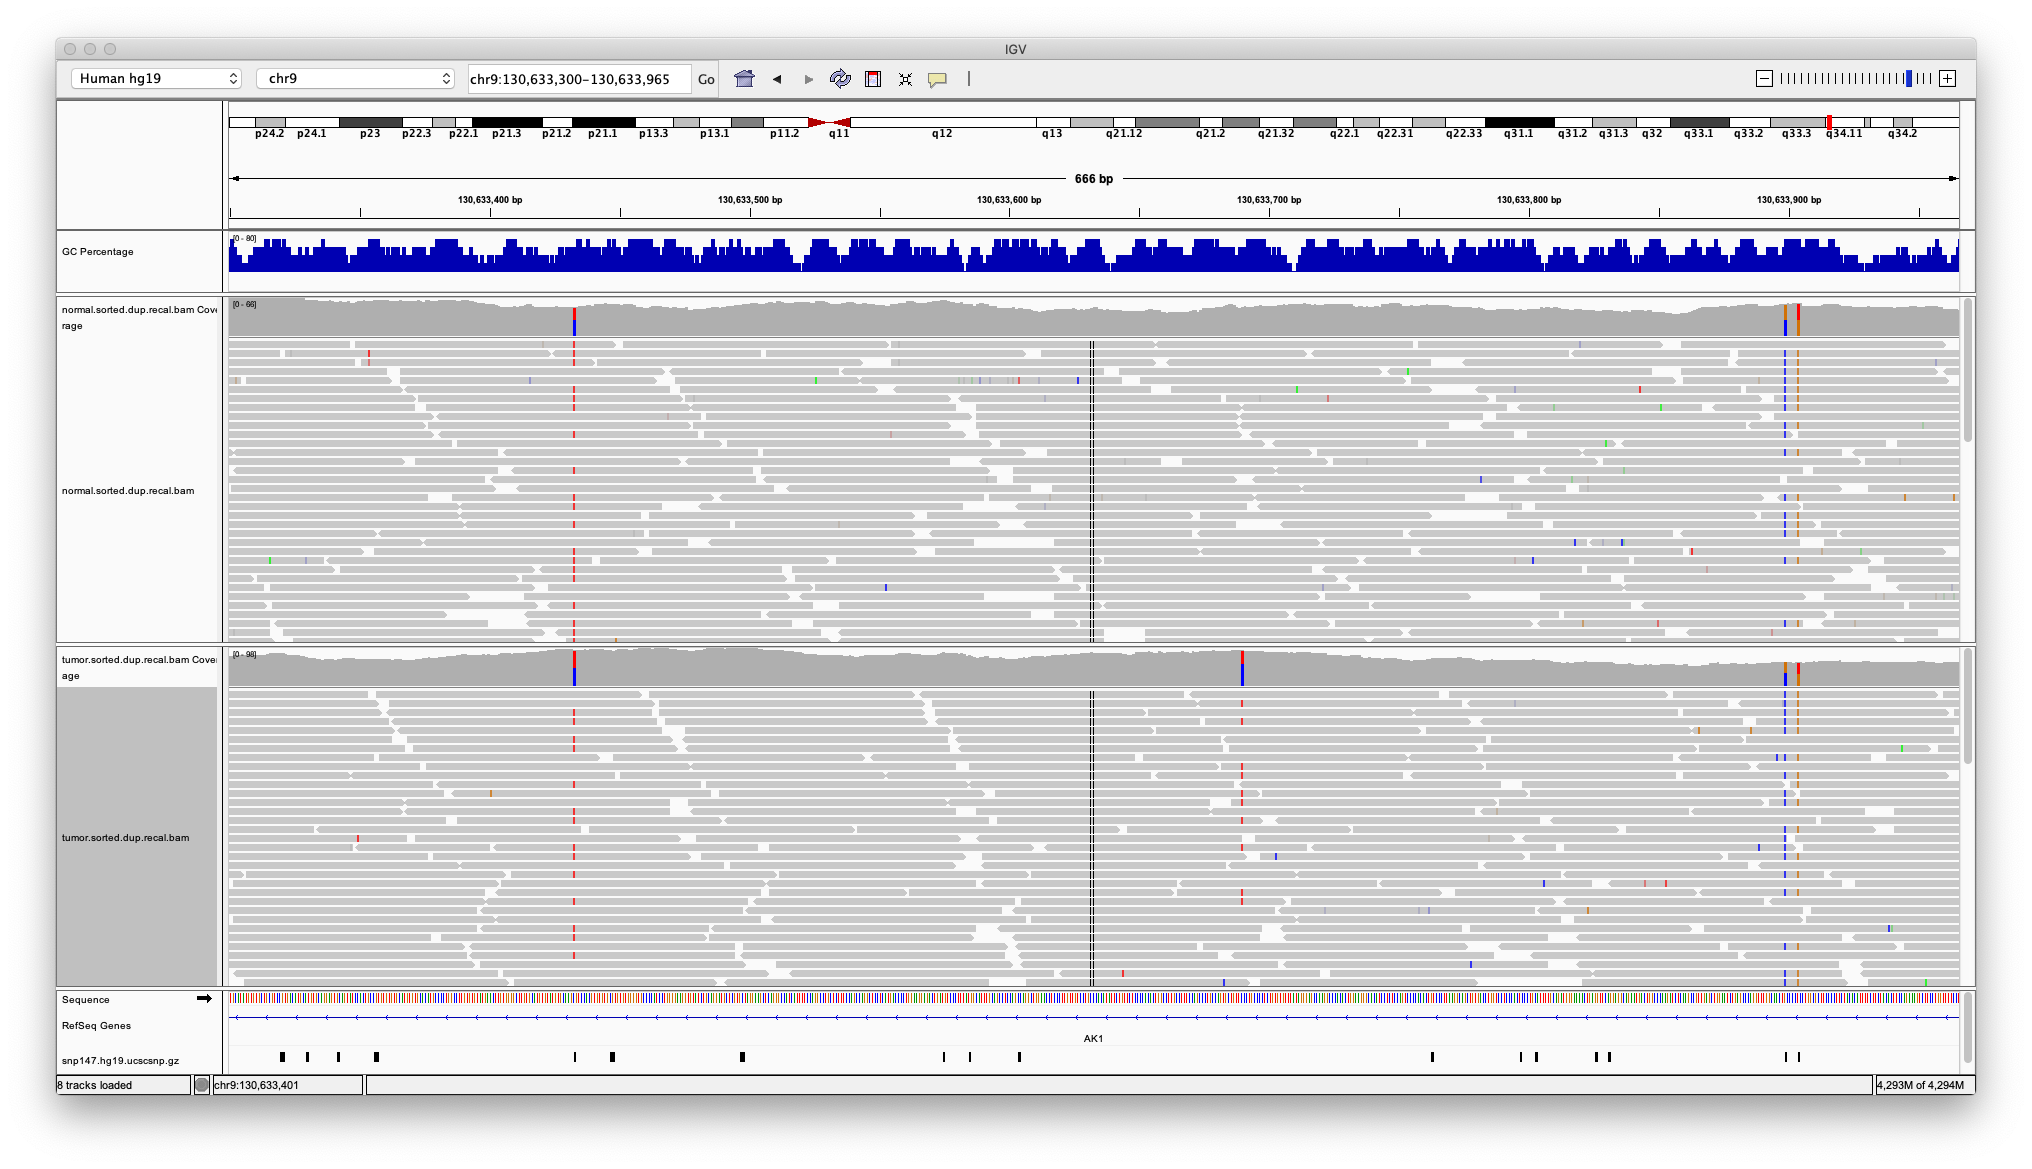 IGV
Human hg19 chr9 chr9:130,633,300-130,633,965 Go
p24.2 p24.1 p23 p22.3 p22.1 p21.3 p21.2 p21.1 p13.3 p13.1 p11.2 q11 q12 q13 q21.12 q21.2 q21.32 q22.1 q22.31 q22.33 q31.1 q31.2 q31.3 q32 q33.1 q33.2 q33.3 q34.11 q34.2
666 bp
130,633,400 bp 130,633,500 bp 130,633,600 bp 130,633,700 bp 130,633,800 bp 130,633,900 bp
GC Percentage [0 - 80]
normal.sorted.dup.recal.bam Cove [0 - 66]
rage
normal.sorted.dup.recal.bam
tumor.sorted.dup.recal.bam Cover [0 - 98]
age
tumor.sorted.dup.recal.bam
Sequence
RefSeq Genes
AK1
snp147.hg19.ucscsnp.gz
8 tracks loaded chr9:130,633,401 4,293M of 4,294M